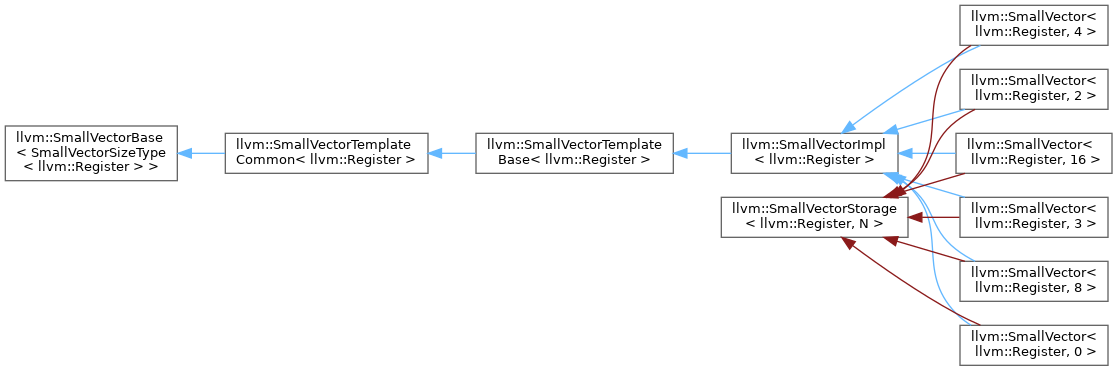 llvm::SmallVectorBase
< SmallVectorSizeType
< llvm::Register > >
llvm::SmallVectorTemplate
Common< llvm::Register >
llvm::SmallVectorTemplate
Base< llvm::Register >
llvm::SmallVectorImpl
< llvm::Register >
llvm::SmallVectorStorage
< llvm::Register, N >
llvm::SmallVector<
llvm::Register, 4 >
llvm::SmallVector<
llvm::Register, 2 >
llvm::SmallVector<
llvm::Register, 16 >
llvm::SmallVector<
llvm::Register, 3 >
llvm::SmallVector<
llvm::Register, 8 >
llvm::SmallVector<
llvm::Register, 0 >